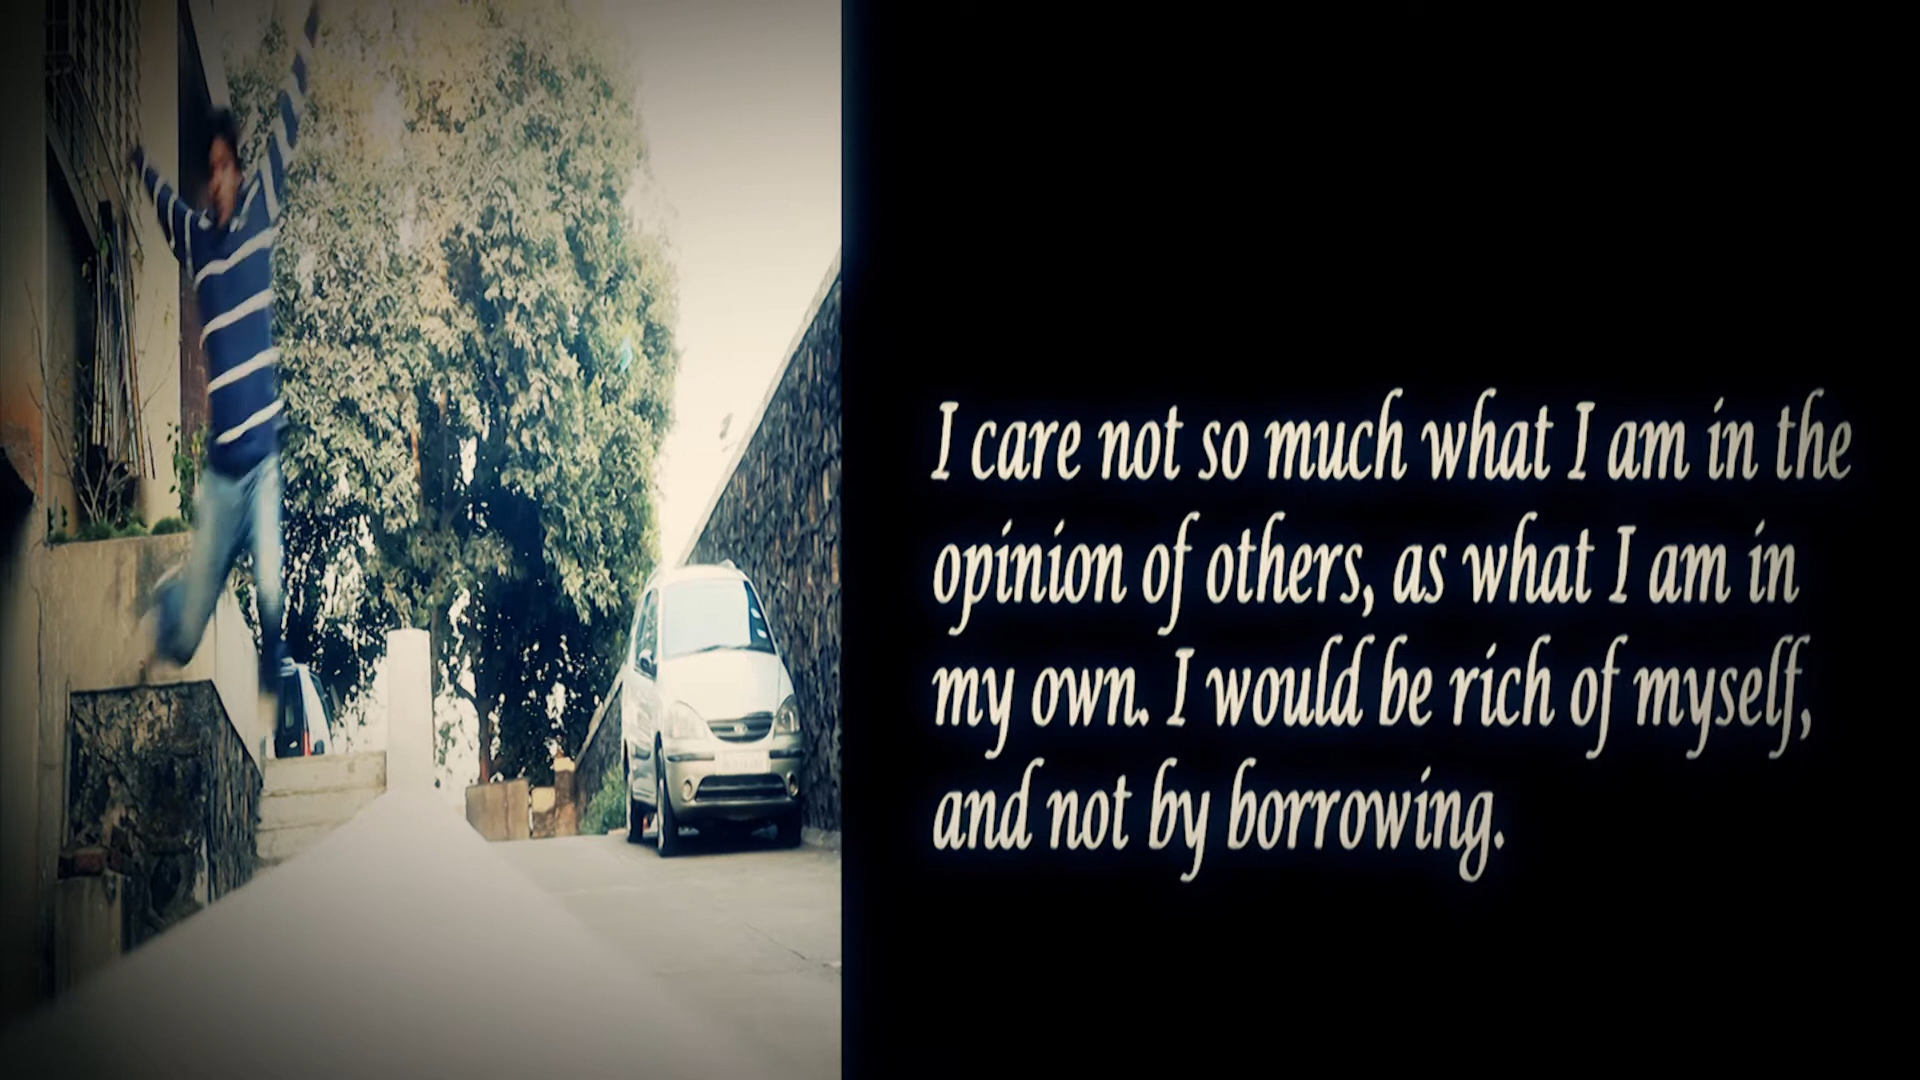 I care not so much what I am in the
opinion of others, as what I am in
my own. I would be rich of myself,
and not by borrowing.